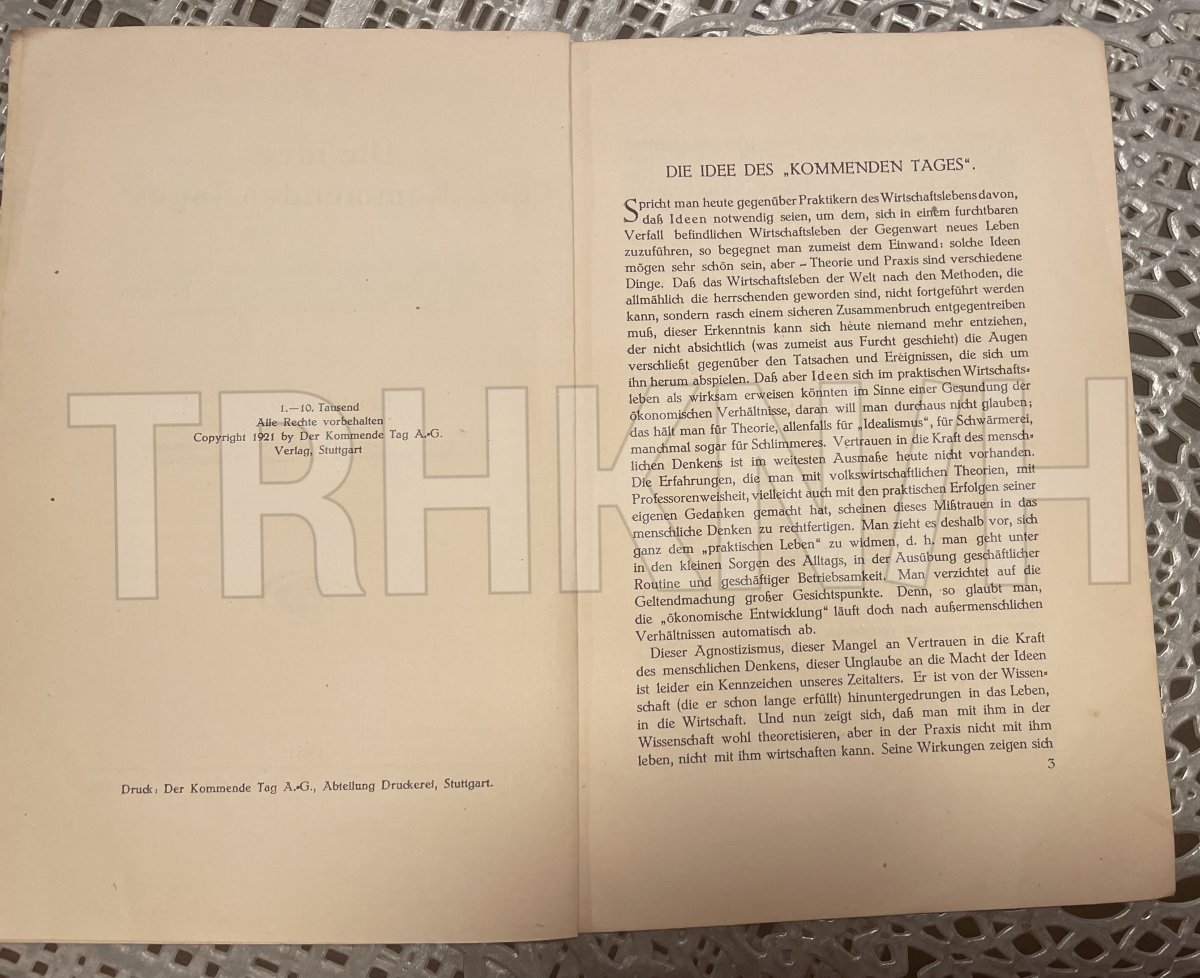 1.—10. Tausend
Alle Rechte vorbehalten
Copyright 1921 by Der Kommende Tag A.=G.
Verlag, Stuttgart
Druck: Der Kommende Tag A.=G., Abteilung Druckerei, Stuttgart.
DIE IDEE DES „KOMMENDEN TAGES“.
Spricht man heute gegenüber Praktikern des Wirtschaftslebens davon,
daß Ideen notwendig seien, um dem, sich in einem furchtbaren
Verfall befindlichen Wirtschaftsleben der Gegenwart neues Leben
zuzuführen, so begegnet man zumeist dem Einwand: solche Ideen
mögen sehr schön sein, aber – Theorie und Praxis sind verschiedene
Dinge. Daß das Wirtschaftsleben der Welt nach den Methoden, die
allmählich die herrschenden geworden sind, nicht fortgeführt werden
kann, sondern rasch einem sicheren Zusammenbruch entgegentreiben
muß, dieser Erkenntnis kann sich heute niemand mehr entziehen,
der nicht absichtlich (was zumeist aus Furcht geschieht) die Augen
verschließt gegenüber den Tatsachen und Ereignissen, die sich um
ihn herum abspielen. Daß aber Ideen sich im praktischen Wirtschafts=
leben als wirksam erweisen könnten im Sinne einer Gesundung der
ökonomischen Verhältnisse, daran will man durchaus nicht glauben;
das hält man für Theorie, allenfalls für „Idealismus“, für Schwärmerei,
manchmal sogar für Schlimmeres. Vertrauen in die Kraft des mensch=
lichen Denkens ist im weitesten Ausmaße heute nicht vorhanden.
Die Erfahrungen, die man mit volkswirtschaftlichen Theorien, mit
Professorenweisheit, vielleicht auch mit den praktischen Erfolgen seiner
eigenen Gedanken gemacht hat, scheinen dieses Mißtrauen in das
menschliche Denken zu rechtfertigen. Man zieht es deshalb vor, sich
ganz dem „praktischen Leben“ zu widmen, d. h. man geht unter
in den kleinen Sorgen des Alltags, in der Ausübung geschäftlicher
Routine und geschäftiger Betriebsamkeit. Man verzichtet auf die
Geltendmachung großer Gesichtspunkte. Denn, so glaubt man,
die „ökonomische Entwicklung“ läuft doch nach außermenschlichen
Verhältnissen automatisch ab.
Dieser Agnostizismus, dieser Mangel an Vertrauen in die Kraft
des menschlichen Denkens, dieser Unglaube an die Macht der Ideen
ist leider ein Kennzeichen unseres Zeitalters. Er ist von der Wissen=
schaft (die er schon lange erfüllt) hinuntergedrungen in das Leben,
in die Wirtschaft. Und nun zeigt sich, daß man mit ihm in der
Wissenschaft wohl theoretisieren, aber in der Praxis nicht mit ihm
leben, nicht mit ihm wirtschaften kann. Seine Wirkungen zeigen sich
3